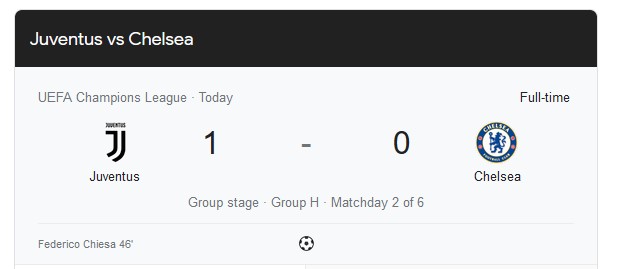 Juventus vs Chelsea
UEFA Champions League · Today
Full-time
JUVENTUS
CHELSEA
FOOTBALL CLUB
1 - 0
Juventus
Chelsea
Group stage · Group H · Matchday 2 of 6
Federico Chiesa 46'